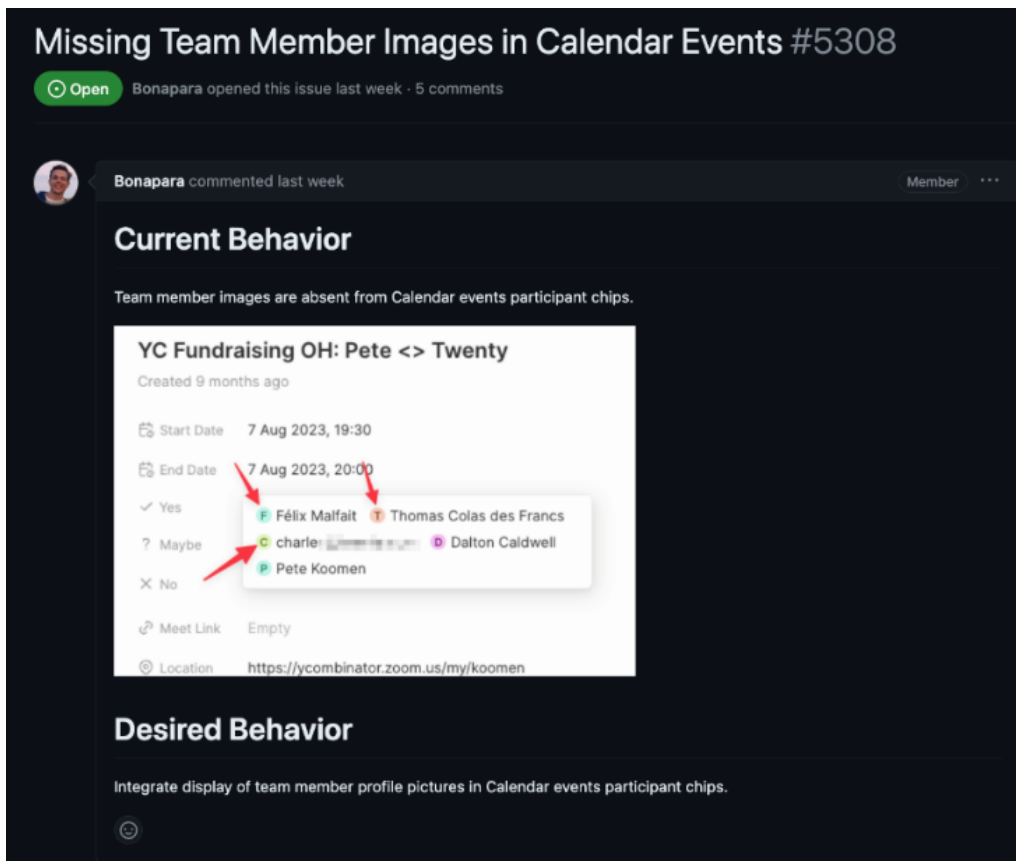 Missing Team Member Images in Calendar Events #5308
Open Bonapara opened this issue last week · 5 comments
Bonapara commented last week Member ...
Current Behavior
Team member images are absent from Calendar events participant chips.
YC Fundraising OH: Pete <> Twenty
Created 9 months ago
Start Date 7 Aug 2023, 19:30
End Date 7 Aug 2023, 20:00
Yes
F Félix Malfait T Thomas Colas des Francs
? Maybe
C charle D Dalton Caldwell
P Pete Koomen
No
Meet Link Empty
Location https://ycombinator.zoom.us/my/koomen
Desired Behavior
Integrate display of team member profile pictures in Calendar events participant chips.